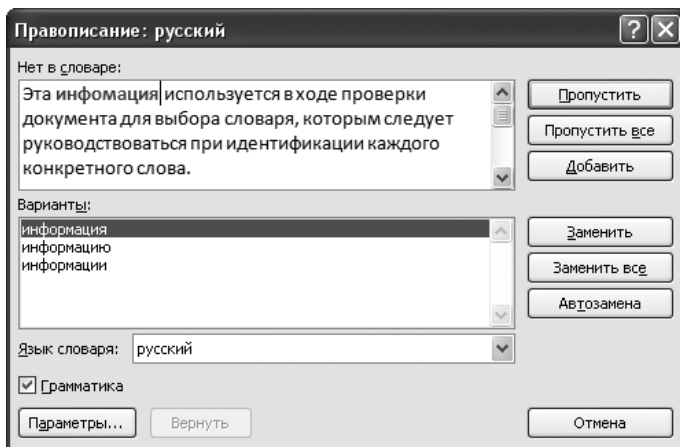 Правописание: русский
Нет в словаре:
Эта инфомация используется в ходе проверки
документа для выбора словаря, которым следует
руководствоваться при идентификации каждого
конкретного слова.
Пропустить
Пропустить все
Добавить
Варианты:
информация
информацию
информации
Заменить
Заменить все
Автозамена
Язык словаря: русский
Грамматика
Параметры... Вернуть Отмена